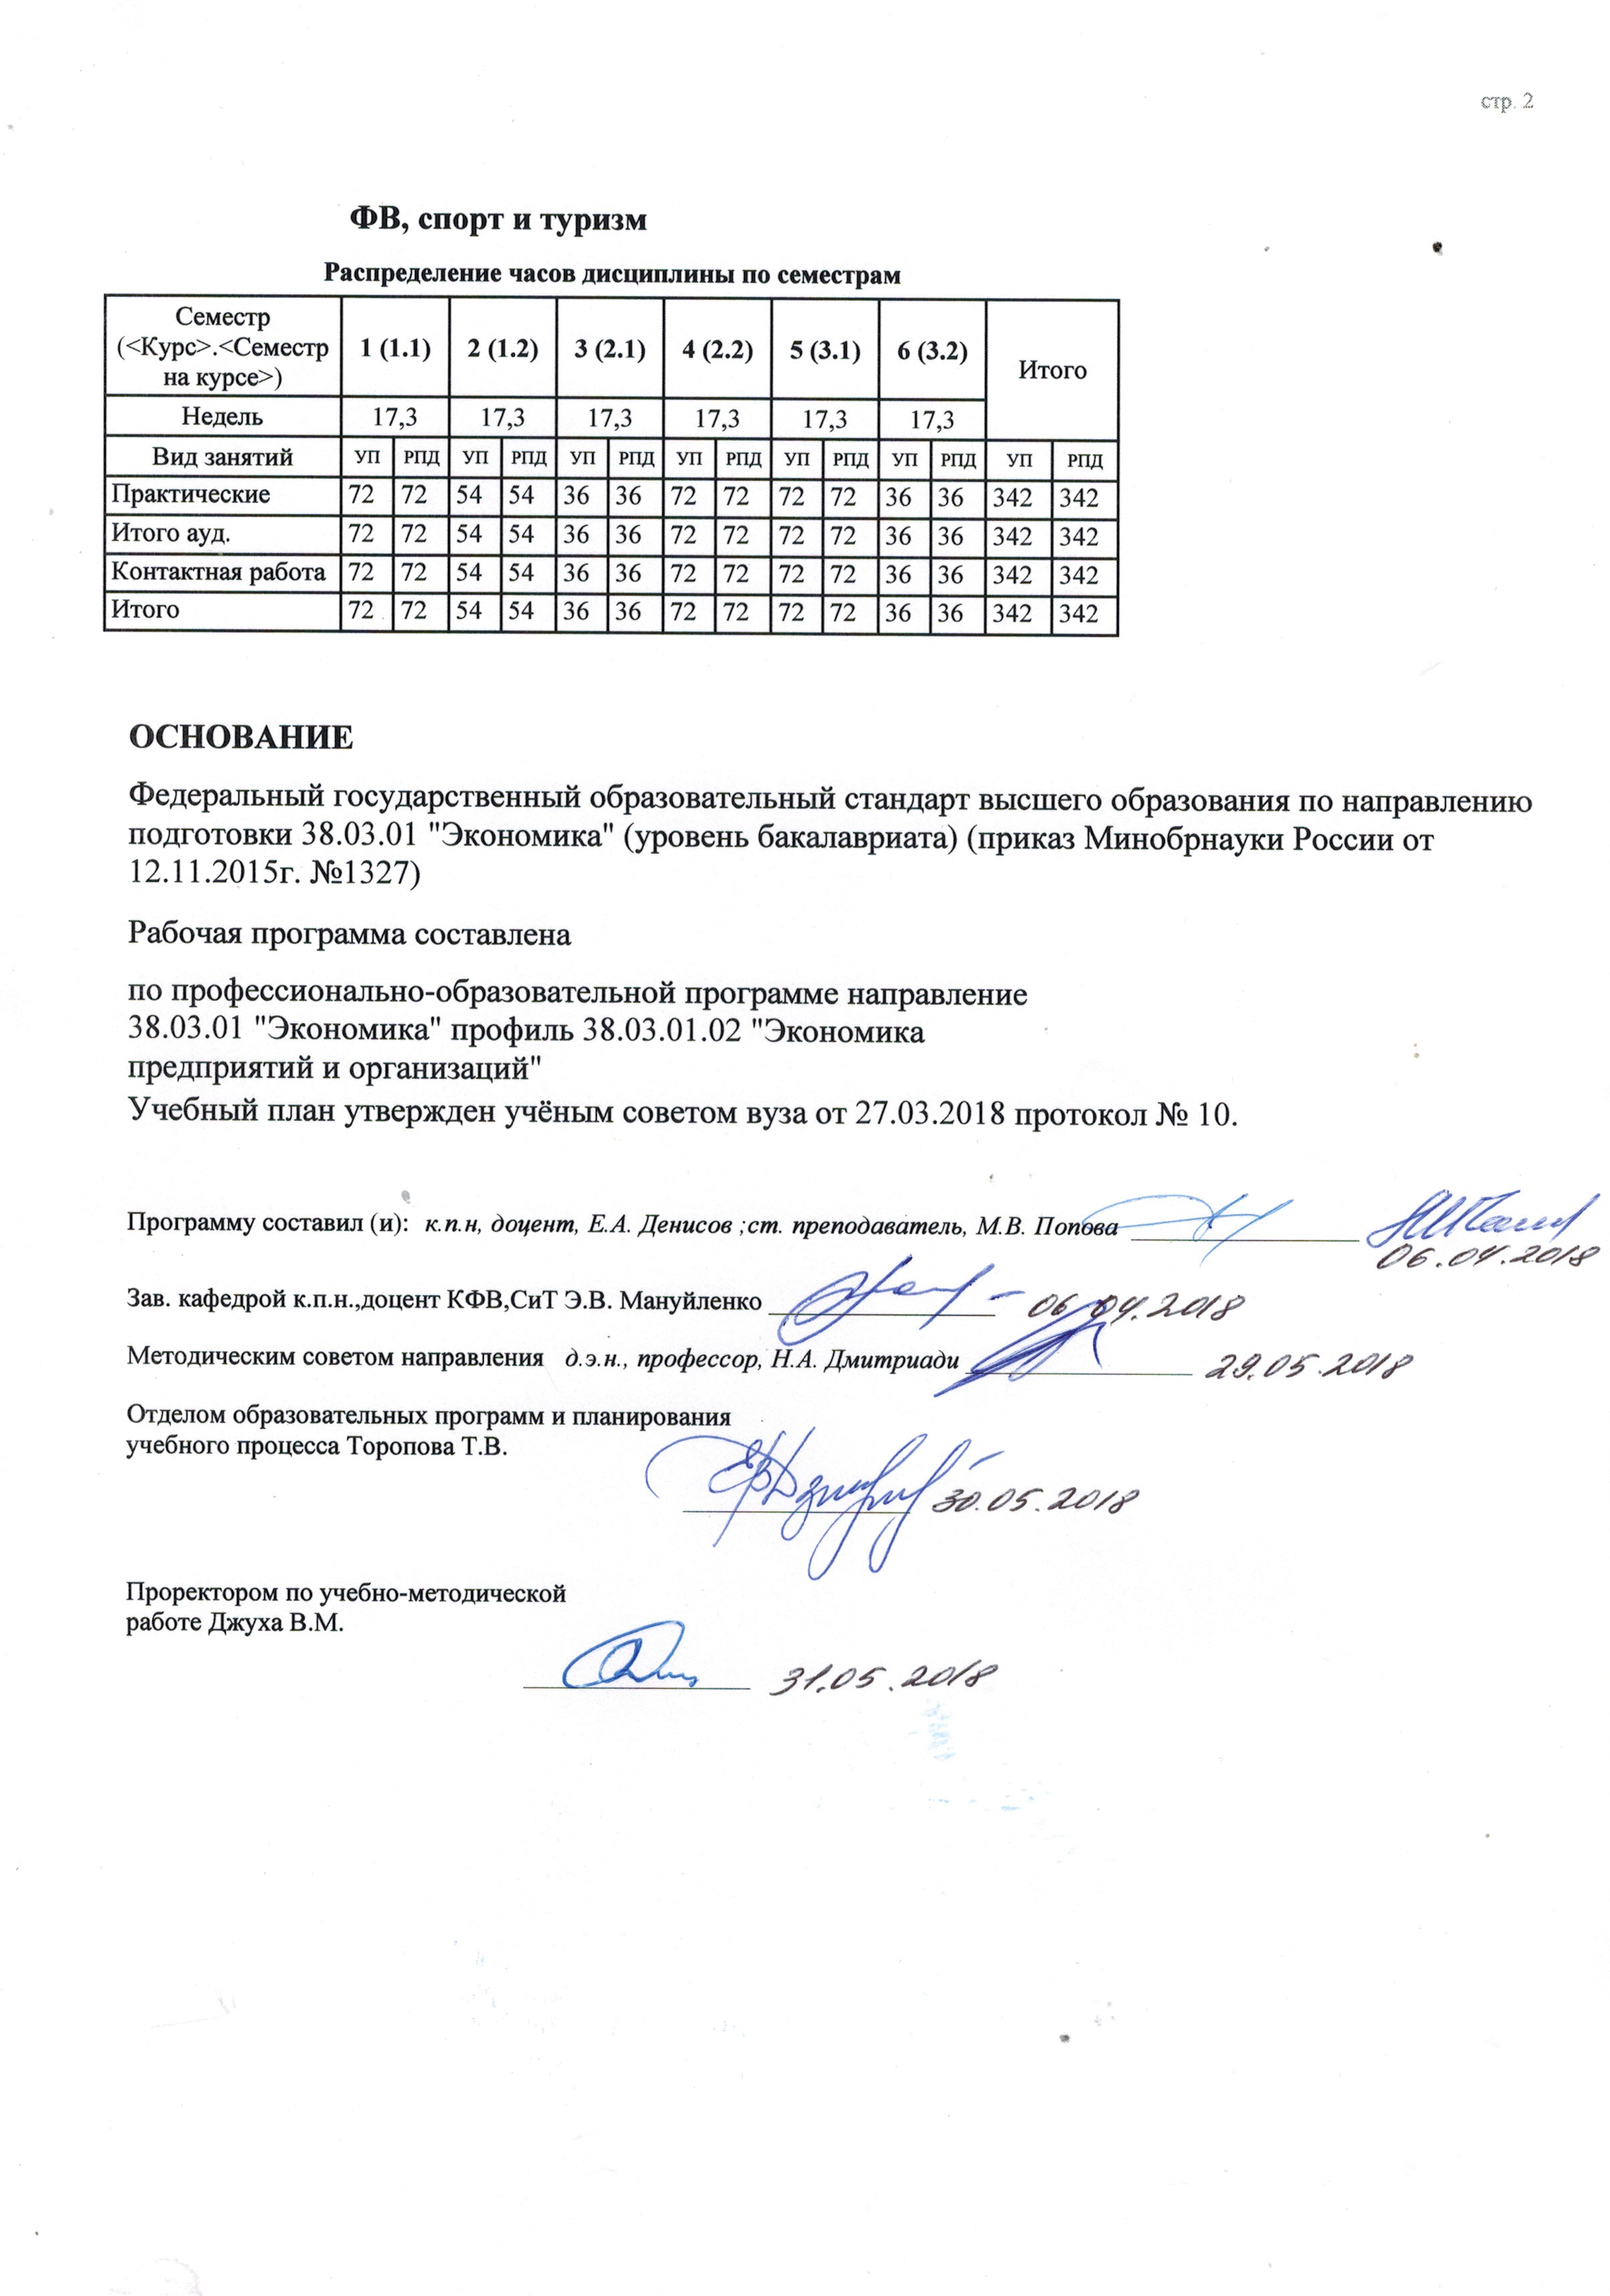 стр. 2
ФВ, спорт и туризм
Распределение часов дисциплины по семестрам
Семестр (<Курс>.<Семестр на курсе>) 1 (1.1) 2 (1.2) 3 (2.1) 4 (2.2) 5 (3.1) 6 (3.2) Итого
Недель 17,3 17,3 17,3 17,3 17,3 17,3
Вид занятий УП РПД УП РПД УП РПД УП РПД УП РПД УП РПД УП РПД
Практические 72 72 54 54 36 36 72 72 72 72 36 36 342 342
Итого ауд. 72 72 54 54 36 36 72 72 72 72 36 36 342 342
Контактная работа 72 72 54 54 36 36 72 72 72 72 36 36 342 342
Итого 72 72 54 54 36 36 72 72 72 72 36 36 342 342
ОСНОВАНИЕ
Федеральный государственный образовательный стандарт высшего образования по направлению
подготовки 38.03.01 "Экономика" (уровень бакалавриата) (приказ Минобрнауки России от
12.11.2015г. №1327)
Рабочая программа составлена
по профессионально-образовательной программе направление
38.03.01 "Экономика" профиль 38.03.01.02 "Экономика
предприятий и организаций"
Учебный план утвержден учёным советом вуза от 27.03.2018 протокол № 10.
Программу составил (и): к.п.н, доцент, Е.А. Денисов ;ст. преподаватель, М.В. Попова
06.04.2018
Зав. кафедрой к.п.н.,доцент КФВ,СиТ Э.В. Мануйленко 06.04.2018
Методическим советом направления д.э.н., профессор, Н.А. Дмитриади 29.05.2018
Отделом образовательных программ и планирования
учебного процесса Торопова Т.В.
30.05.2018
Проректором по учебно-методической
работе Джуха В.М.
31.05.2018